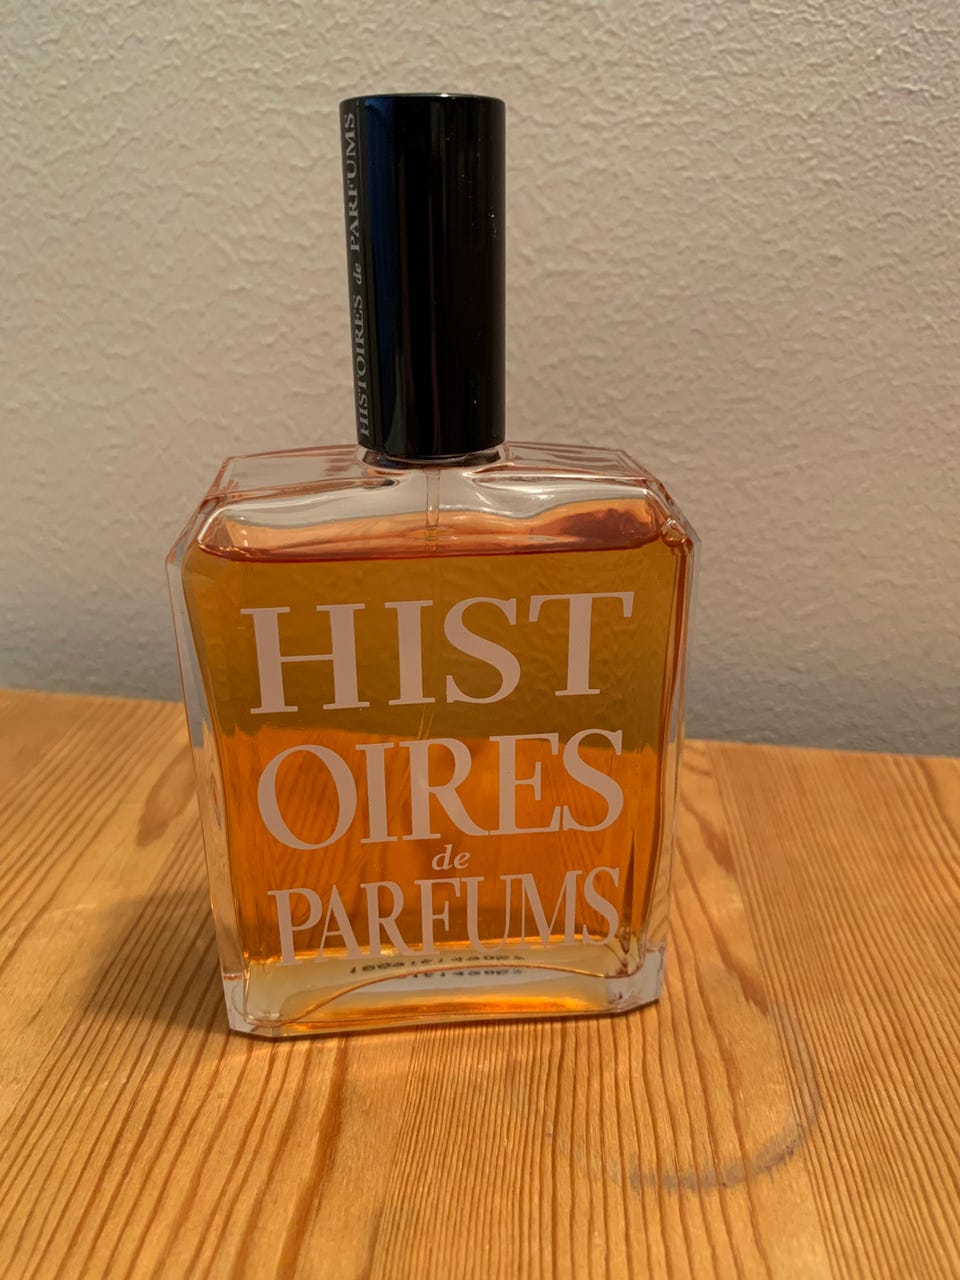 HISTOIRES de PARFUMS
HIST
OIRES
de
PARFUMS